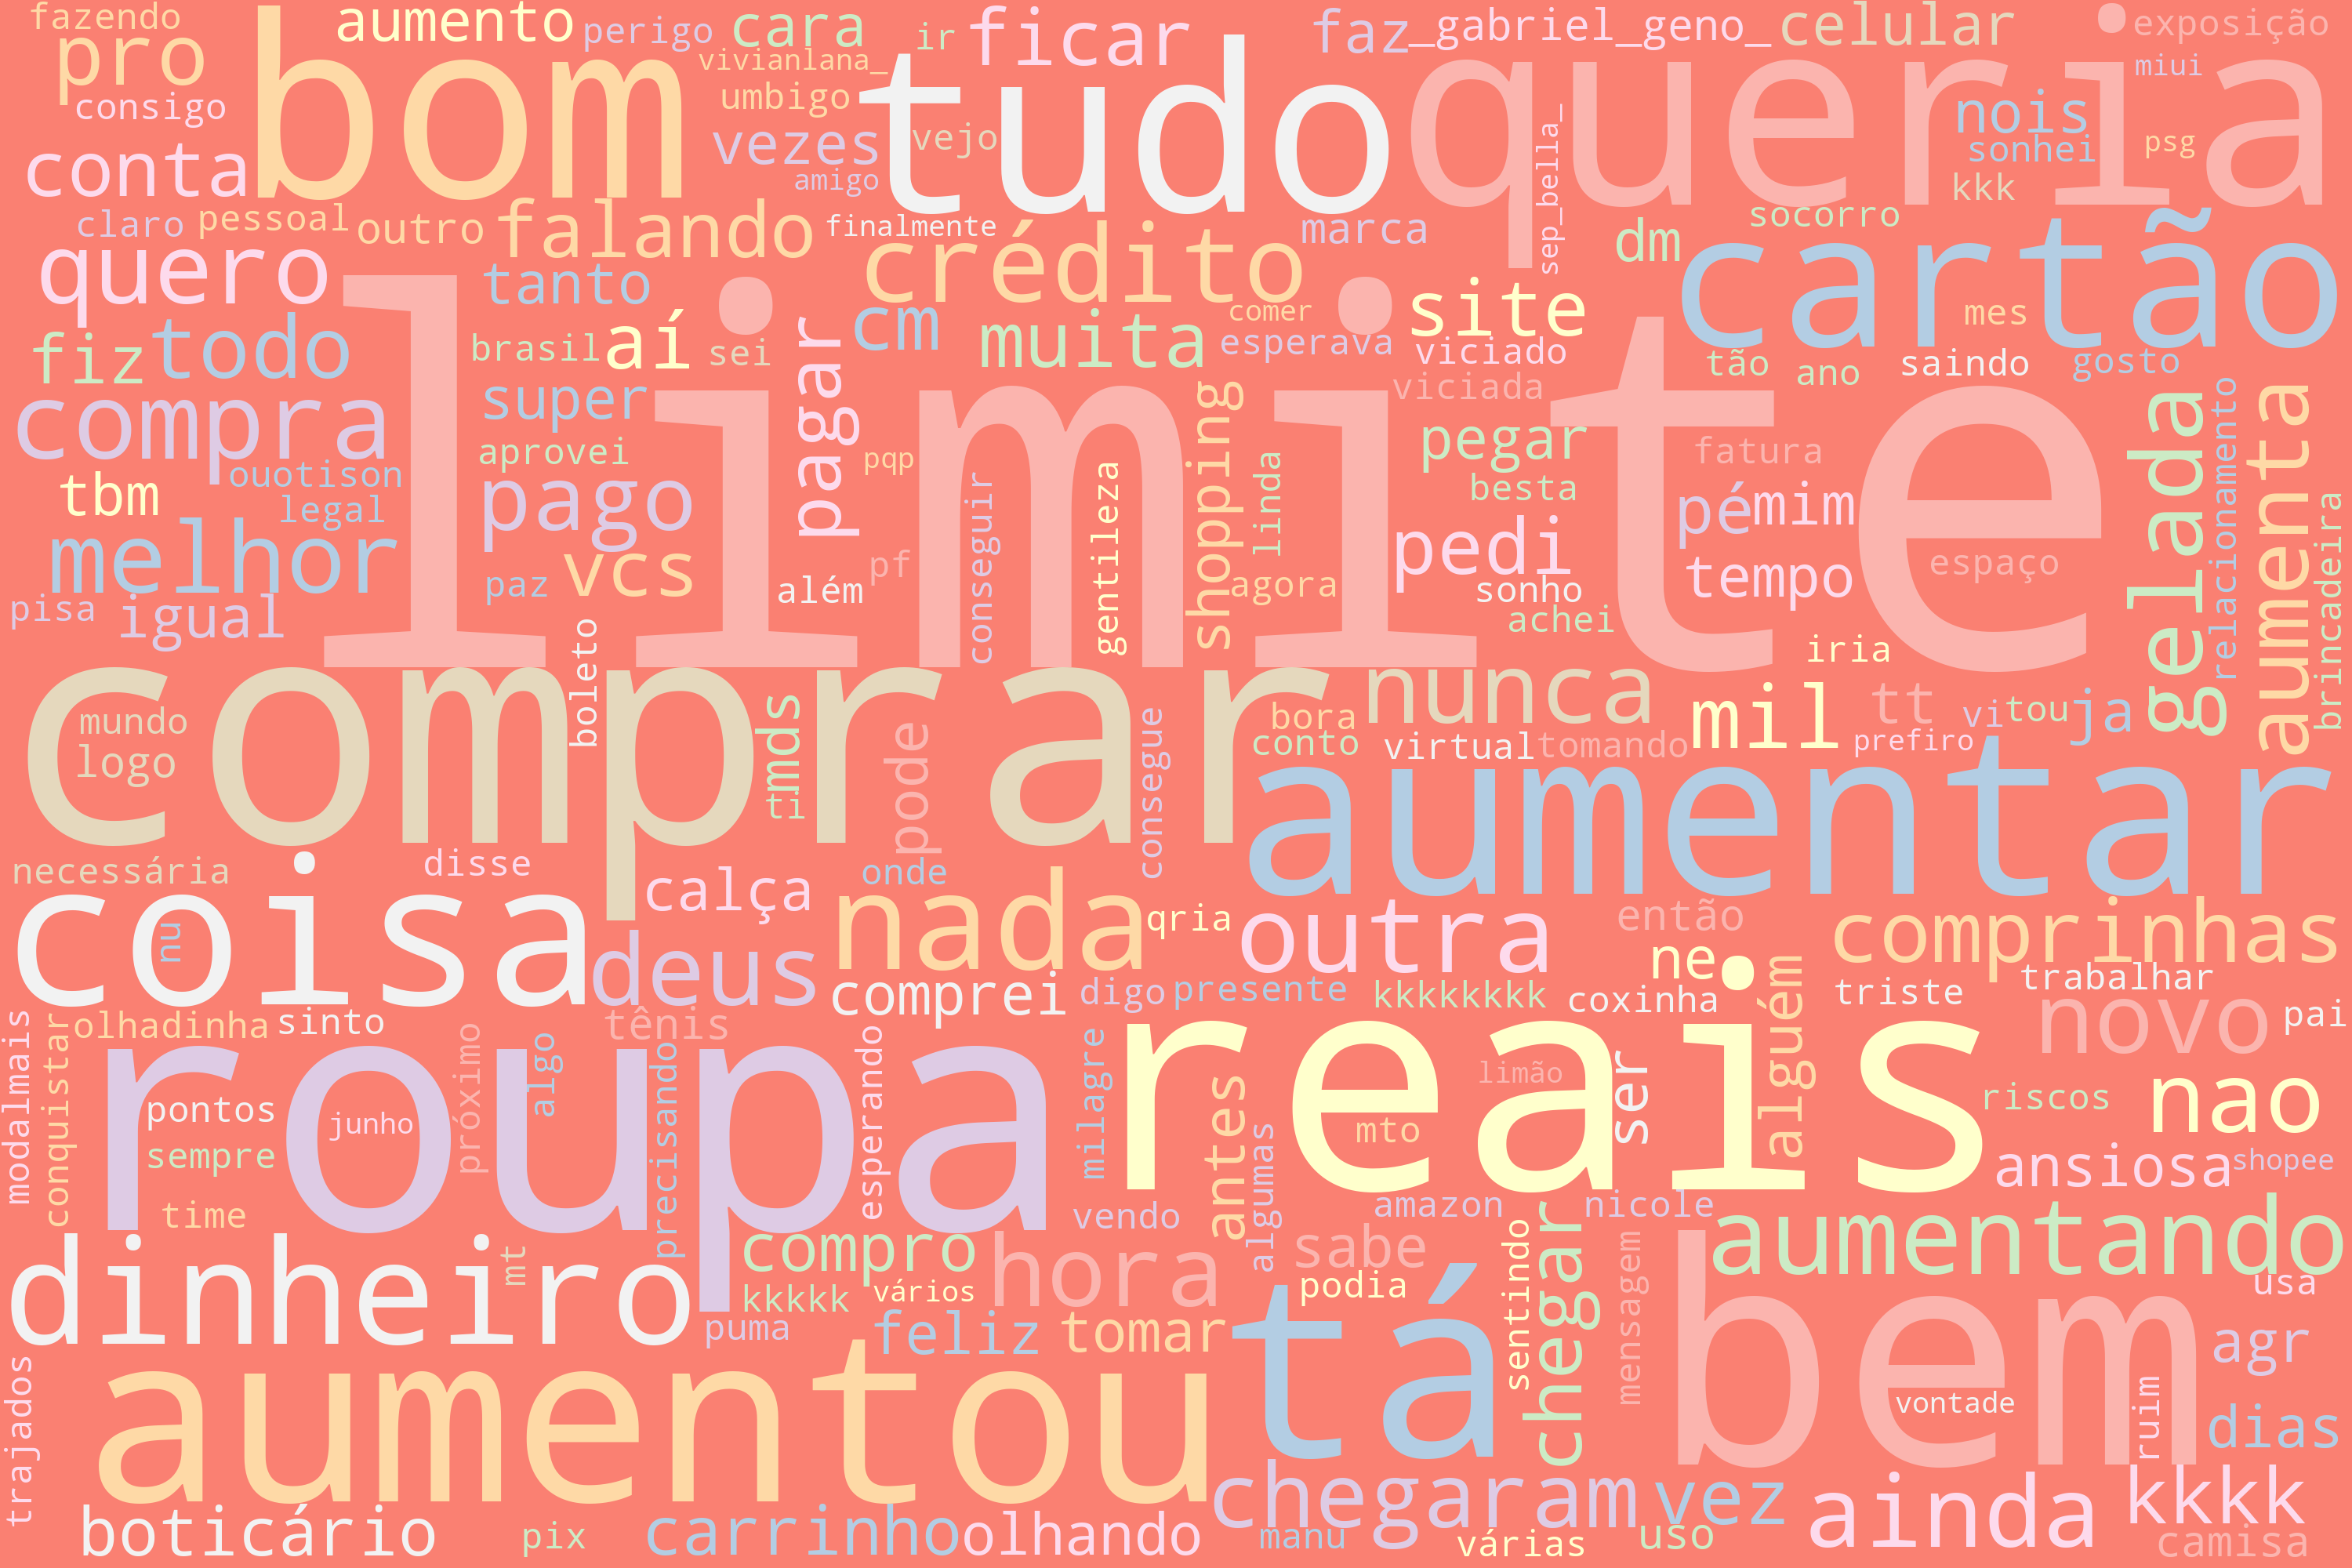 fazendo
pro
consigo
bom
aumento
perigo
cara
vivianlana_
ir
umbigo
vezes
vejo
amigo
ficar
tudo
faz
_gabriel_geno_
celular
exposição
miui
queria
nois
sonhei
psg
kkk
sep_bella_
conta
claro
pessoal
outro
falando
finalmente
crédito
marca
dm
socorro
cartão
quero
tanto
aí
brasil
sei
cm
muita
comer
esperava
site
viciado
viciada
mes
tão
ano
saindo
gosto
fiz
todo
compra
super
pagar
limite
shopping
aprovei
pqp
pegar
fatura
gelada
aumenta
relacionamento
brincadeira
tbm
ouotison
legal
pago
conseguir
gentileza
linda
besta
pé
mim
melhor
vcs
paz
além
pf
agora
pedi
sonho
tempo
espaço
pisa
igual
boleto
achei
iria
comprar
mundo
logo
tmds
ti
pode
consegue
bora
conto
nunca
virtual
tomando
mil
tt
vi
tou
ja
prefiro
aumentar
necessária
disse
calça
onde
coisa
nu
deus
nada
qria
outra
então
comprinhas
comprei
digo
presente
kkkkkkkk
ne
coxinha
alguém
triste
trabalhar
novo
pai
modalmais
conquistar
olhadinha
sinto
tênis
roupa
próximo
algo
precisando
esperando
milagre
reais
limão
ser
riscos
nao
pontos
junho
sempre
antes
mto
algumas
ansiosa
shopee
time
vendo
amazon
nicole
dinheiro
mt
compro
kkkkk
vários
hora
sabe
podia
sentindo
chegar
mensagem
aumentando
usa
puma
feliz
tomar
tá
bem
agr
trajados
aumentou
vontade
ruim
dias
boticário
pix
carrinho
olhando
chegaram
manu
várias
vez
uso
ainda
kkkk
camisa